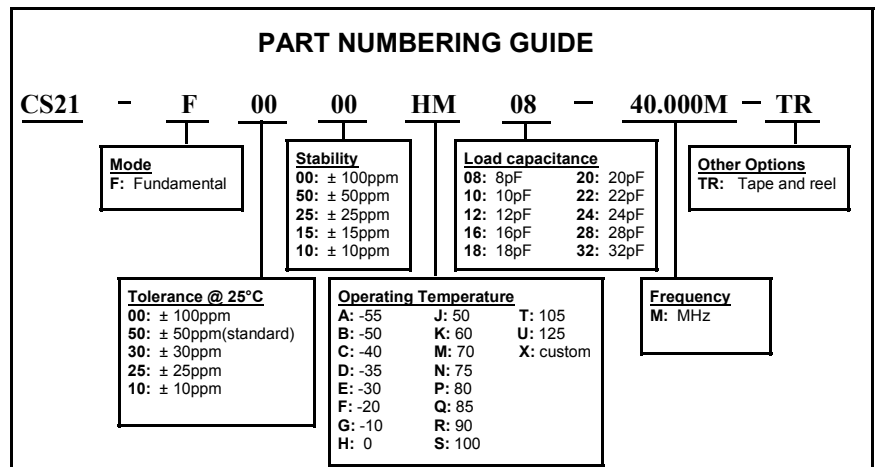 PART NUMBERING GUIDE
CS21 - F 00 00 HM 08 - 40.000M - TR
Mode
F: Fundamental
Stability
00: ± 100ppm
50: ± 50ppm
25: ± 25ppm
15: ± 15ppm
10: ± 10ppm
Load capacitance
08: 8pF 20: 20pF
10: 10pF 22: 22pF
12: 12pF 24: 24pF
16: 16pF 28: 28pF
18: 18pF 32: 32pF
Other Options
TR: Tape and reel
Tolerance @ 25°C
00: ± 100ppm
50: ± 50ppm(standard)
30: ± 30ppm
25: ± 25ppm
10: ± 10ppm
Operating Temperature
A: -55 J: 50 T: 105
B: -50 K: 60 U: 125
C: -40 M: 70 X: custom
D: -35 N: 75
E: -30 P: 80
F: -20 Q: 85
G: -10 R: 90
H: 0 S: 100
Frequency
M: MHz